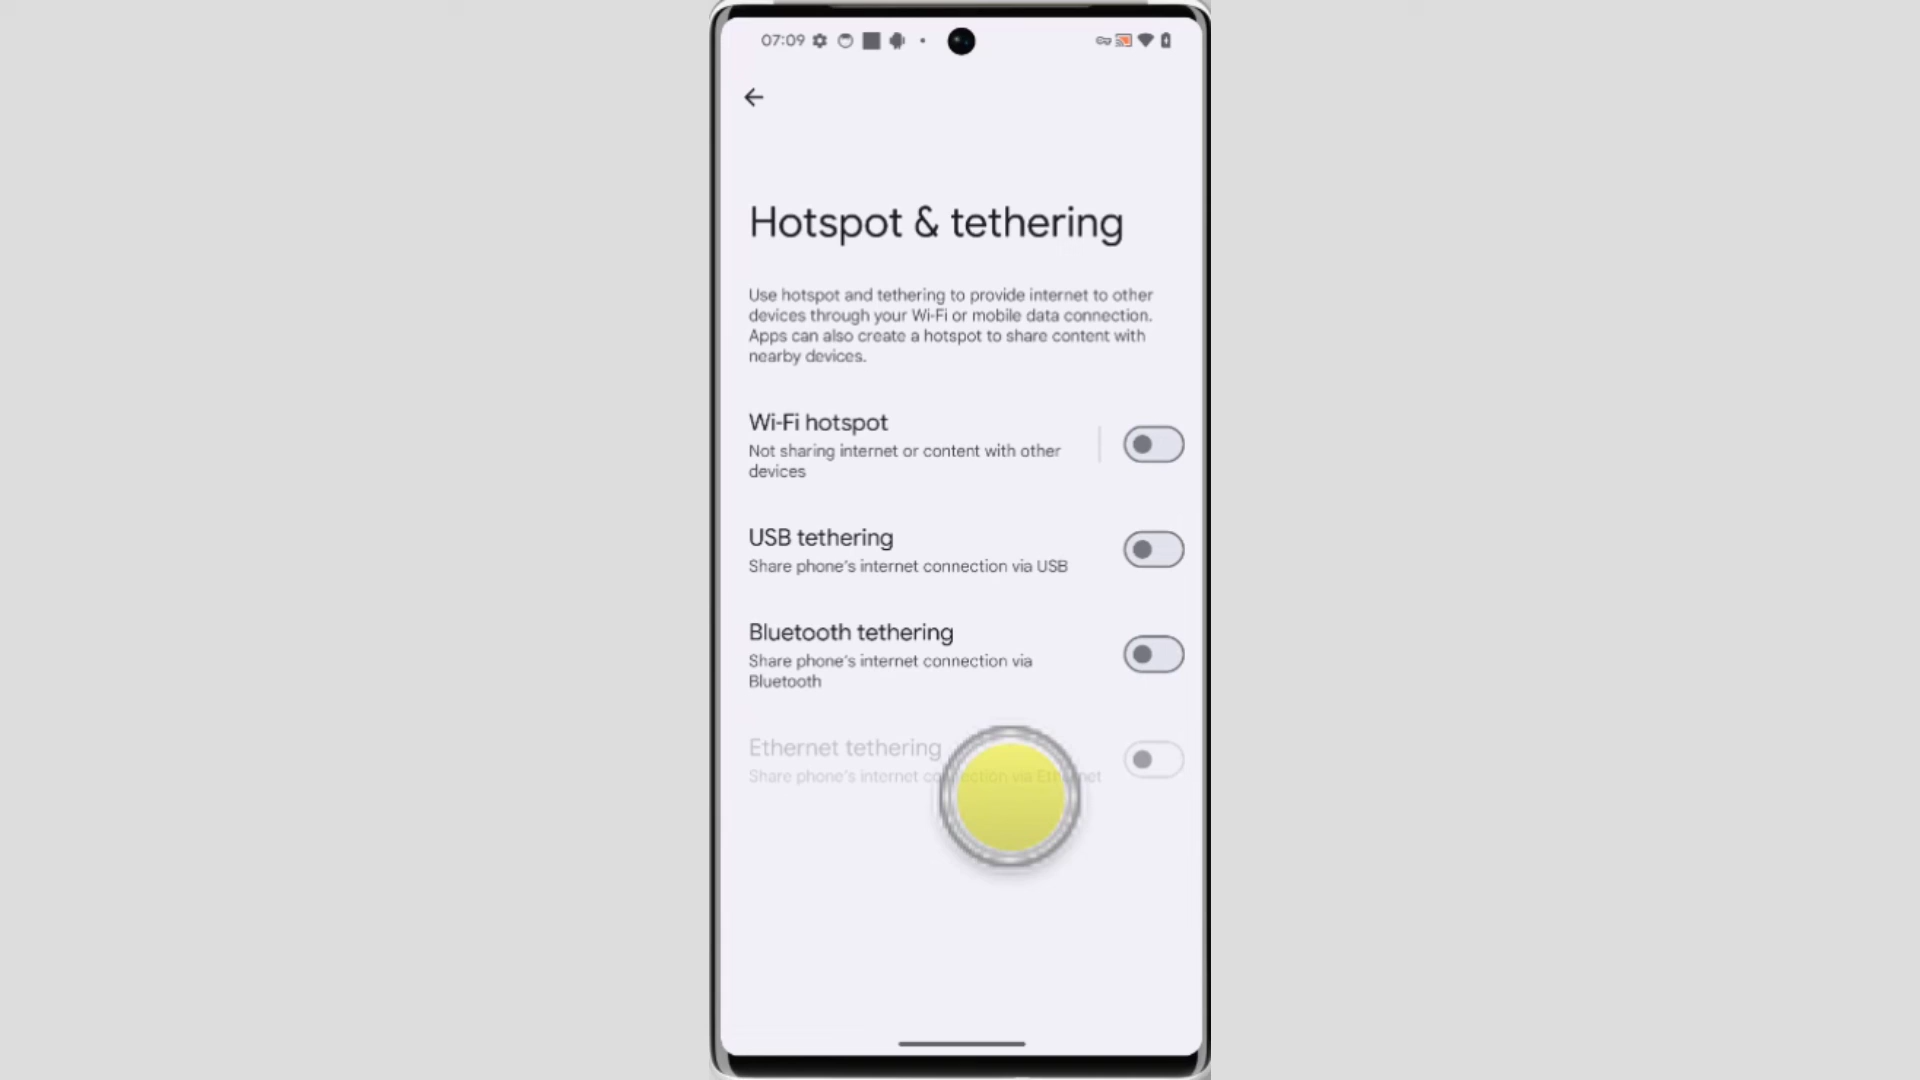 07:09
Hotspot & tethering
Use hotspot and tethering to provide internet to other
devices through your Wi-Fi or mobile data connection.
Apps can also create a hotspot to share content with
nearby devices.
Wi-Fi hotspot
Not sharing internet or content with other
devices
USB tethering
Share phone's internet connection via USB
Bluetooth tethering
Share phone's internet connection via
Bluetooth
Ethernet tethering
Share phone's internet connection via Ethernet